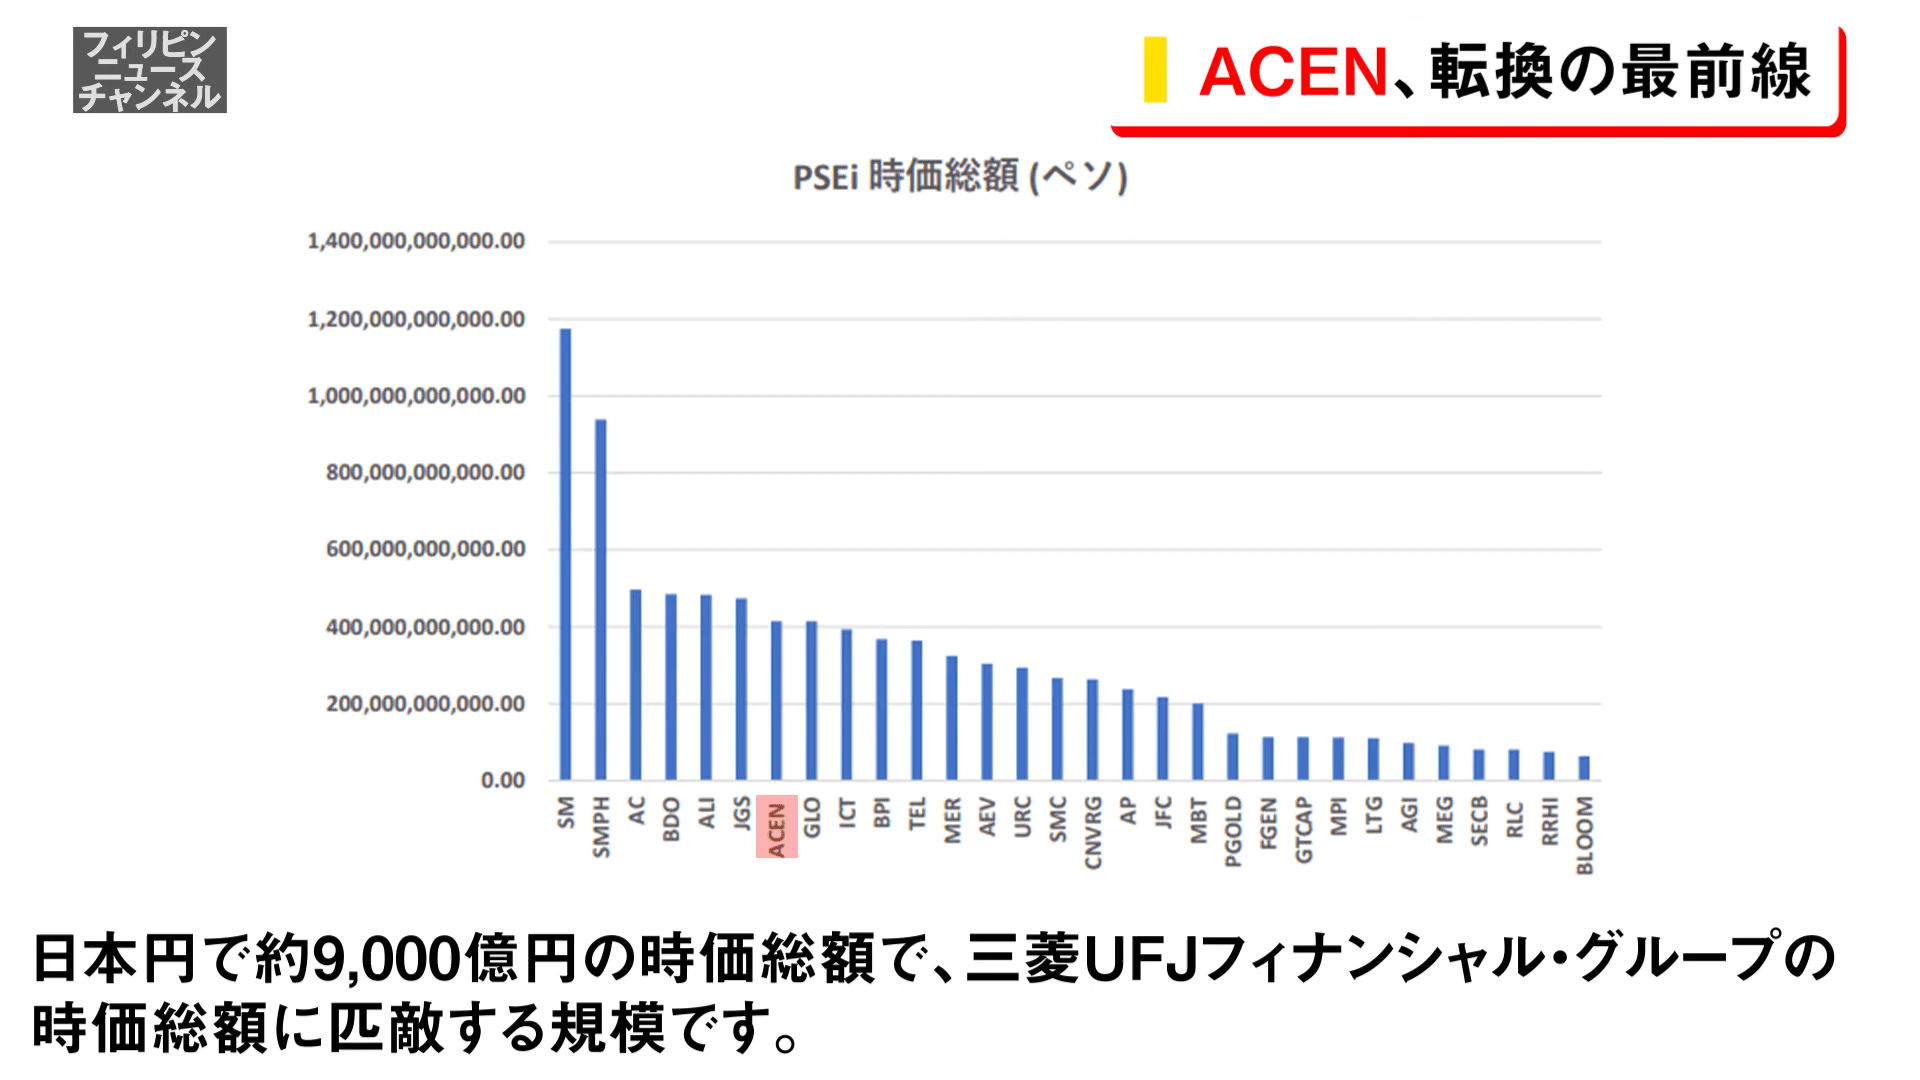 フィリピン
ニュース
チャンネル
ACEN、転換の最前線
PSEi 時価総額 (ペソ)
1,400,000,000,000.00
1,200,000,000,000.00
1,000,000,000,000.00
800,000,000,000.00
600,000,000,000.00
400,000,000,000.00
200,000,000,000.00
0.00
SM
SMPH
AC
BDO
ALI
JGS
ACEN
GLO
ICT
BPI
TEL
MER
AEV
URC
SMC
CNVRG
AP
JFC
MBT
PGOLD
FGEN
GTCAP
MPI
LTG
AGI
MEG
SECB
RLC
RRHI
BLOOM
日本円で約9,000億円の時価総額で、三菱UFJフィナンシャル・グループの
時価総額に匹敵する規模です。